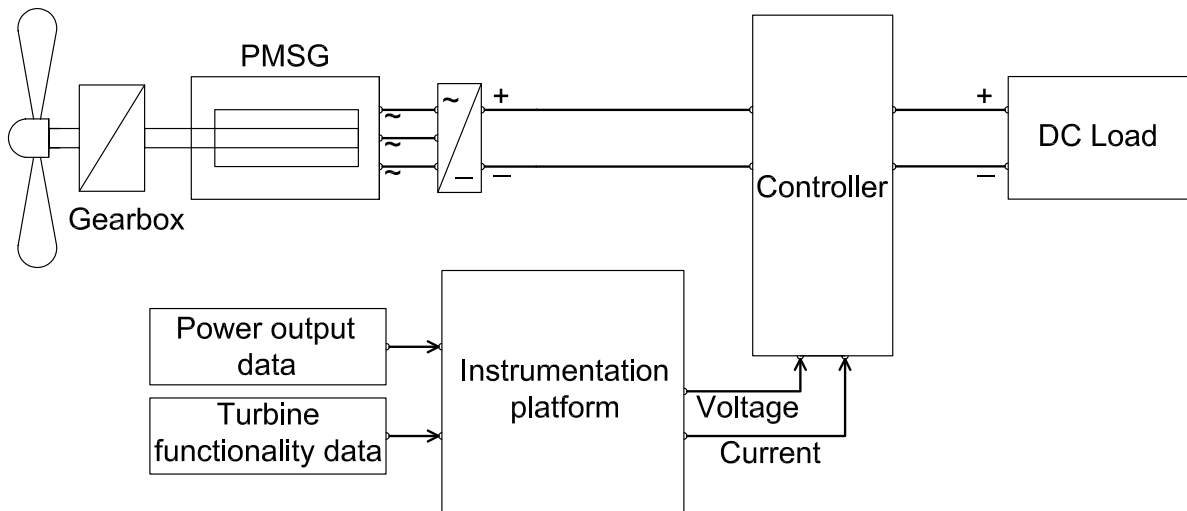 PMSG
Gearbox
~
~
~
~
—
+
—
Controller
+
—
DC Load
Power output
data
Turbine
functionality data
Instrumentation
platform
Voltage
Current